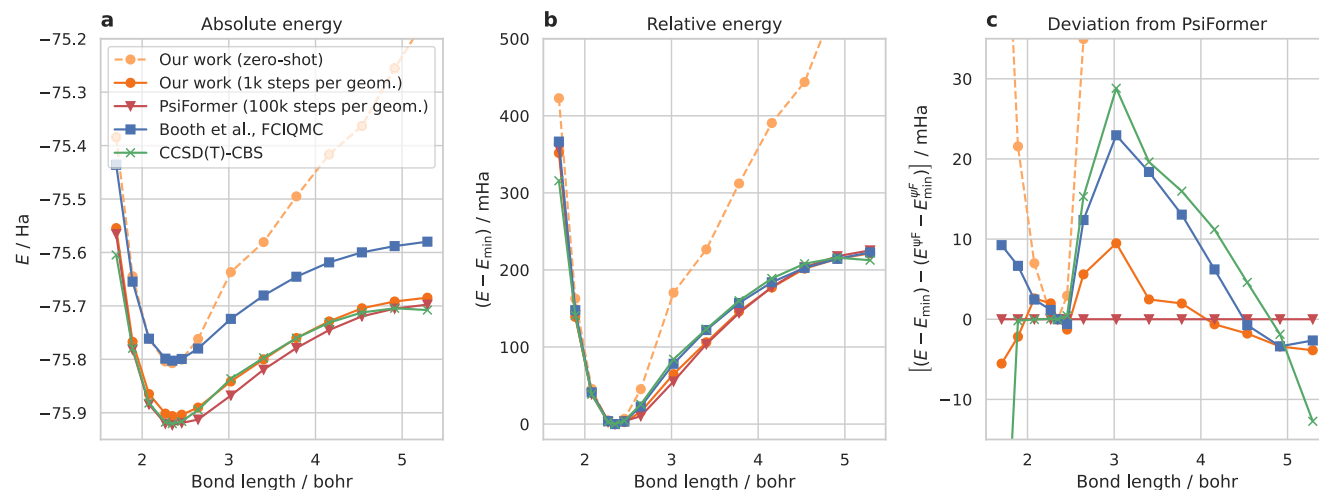 a Absolute energy
−75.2
−75.3
−75.4
−75.5
−75.6
−75.7
−75.8
−75.9
E / Ha
Our work (zero-shot)
Our work (1k steps per geom.)
PsiFormer (100k steps per geom.)
Booth et al., FCIQMC
CCSD(T)-CBS
2 3 4 5
Bond length / bohr
b Relative energy
500
400
300
200
100
0
(E − E_min) / mHa
2 3 4 5
Bond length / bohr
c Deviation from PsiFormer
30
20
10
0
−10
[(E − E_min) − (E^ΨF − E_min^ΨF)] / mHa
2 3 4 5
Bond length / bohr